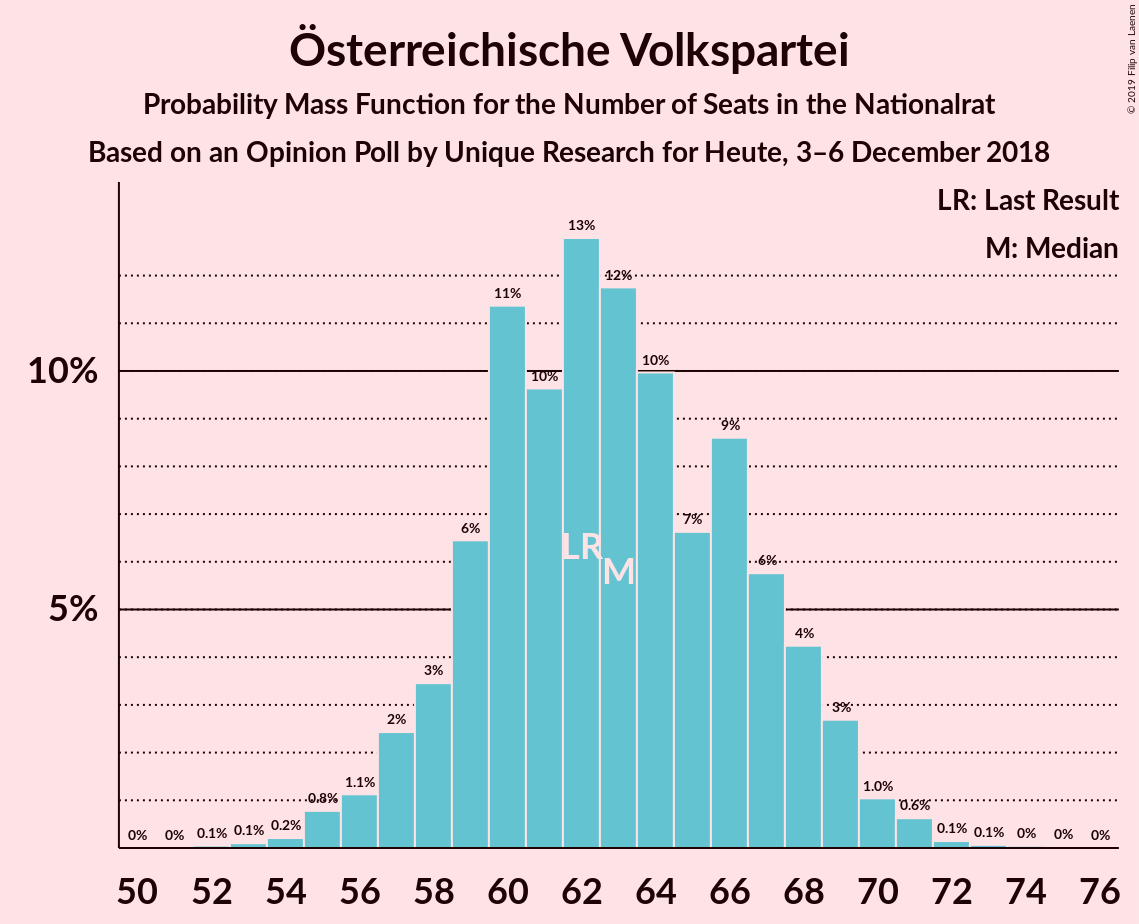 Österreichische Volkspartei
Probability Mass Function for the Number of Seats in the Nationalrat
Based on an Opinion Poll by Unique Research for Heute, 3–6 December 2018
© 2019 Filip van Laenen
LR: Last Result
M: Median
13%
12%
11%
10%
10%
10%
9%
7%
6%
6%
LR
M
5%
4%
3%
3%
2%
1.1%
1.0%
0.8%
0.6%
0% 0% 0.1% 0.1% 0.2% 0.1% 0.1% 0% 0% 0%
50 52 54 56 58 60 62 64 66 68 70 72 74 76